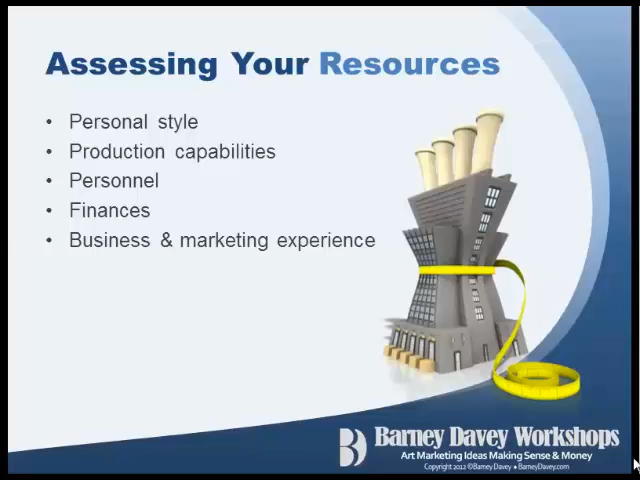 Assessing Your Resources
• Personal style
• Production capabilities
• Personnel
• Finances
• Business & marketing experience
Barney Davey Workshops
Art Marketing Ideas Making Sense & Money
Copyright 2012 ©Barney Davey ♦ BarneyDavey.com